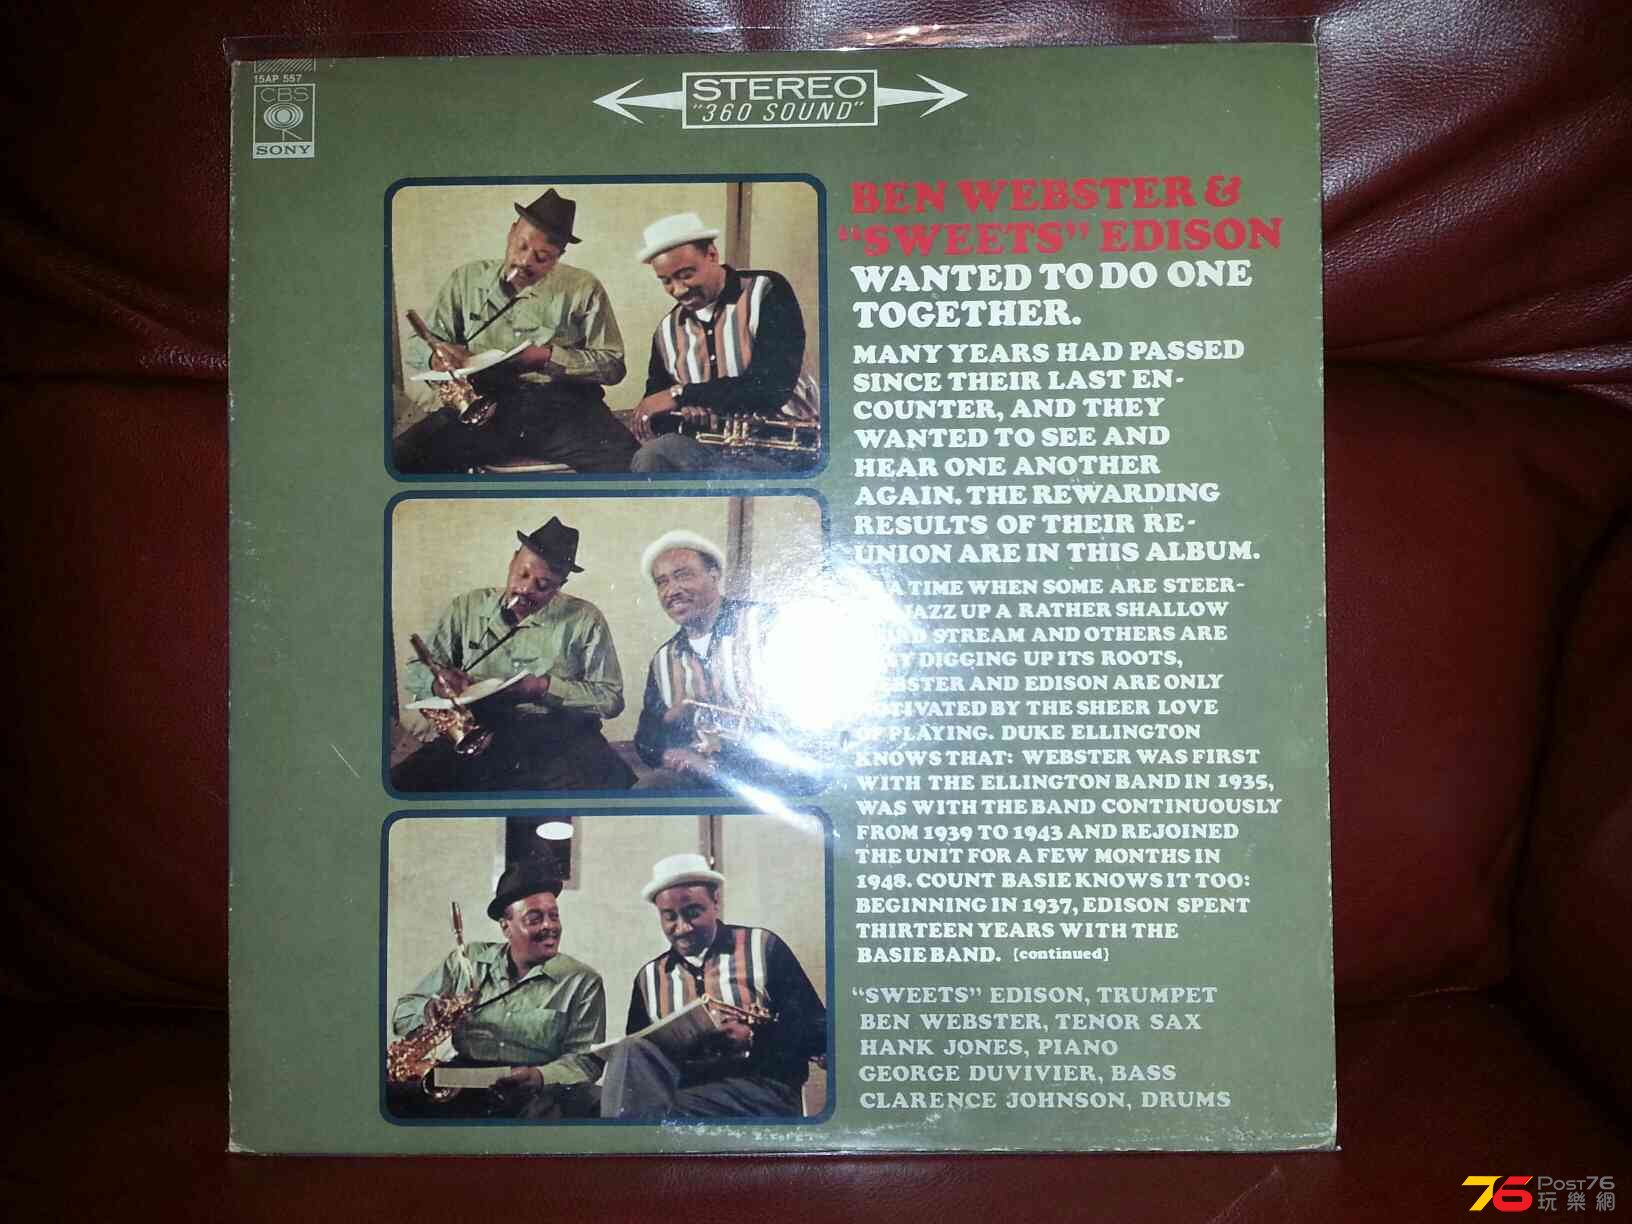 15AP 557
CBS
SONY
STEREO
"360 SOUND"
BEN WEBSTER &
"SWEETS" EDISON
WANTED TO DO ONE
TOGETHER.
MANY YEARS HAD PASSED
SINCE THEIR LAST EN-
COUNTER, AND THEY
WANTED TO SEE AND
HEAR ONE ANOTHER
AGAIN. THE REWARDING
RESULTS OF THEIR RE-
UNION ARE IN THIS ALBUM.
A TIME WHEN SOME ARE STEER-
JAZZ UP A RATHER SHALLOW
STREAM AND OTHERS ARE
DIGGING UP ITS ROOTS,
WEBSTER AND EDISON ARE ONLY
MOTIVATED BY THE SHEER LOVE
OF PLAYING. DUKE ELLINGTON
KNOWS THAT: WEBSTER WAS FIRST
WITH THE ELLINGTON BAND IN 1935,
WAS WITH THE BAND CONTINUOUSLY
FROM 1939 TO 1943 AND REJOINED
THE UNIT FOR A FEW MONTHS IN
1948. COUNT BASIE KNOWS IT TOO:
BEGINNING IN 1937, EDISON SPENT
THIRTEEN YEARS WITH THE
BASIE BAND. (continued)
"SWEETS" EDISON, TRUMPET
BEN WEBSTER, TENOR SAX
HANK JONES, PIANO
GEORGE DUVIVIER, BASS
CLARENCE JOHNSON, DRUMS
76 POST76
玩樂網